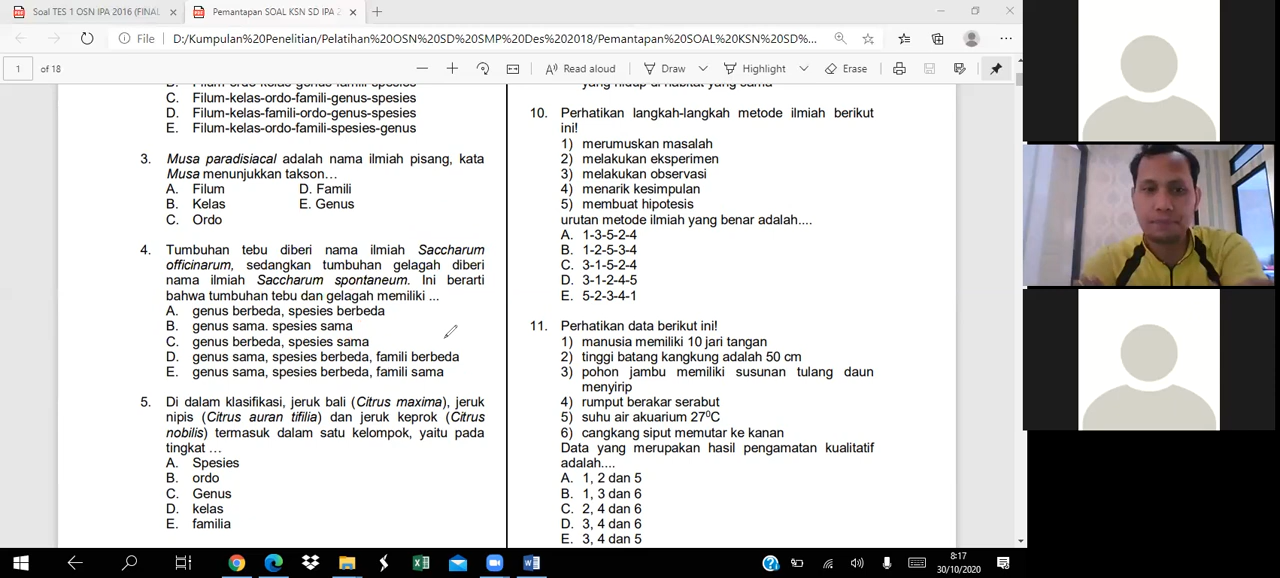 Soal TES 1 OSN IPA 2016 (FINAL
Pemantapan SOAL KSN SD IPA 2
File
D:/Kumpulan%20Penelitian/Pelatihan%20OSN%20SD%20SMP%20Des%202018/Pemantapan%20SOAL%20KSN%20SD%...
1 of 18
Read aloud
Draw
Highlight
Erase
C. Filum-kelas-ordo-famili-genus-spesies
D. Filum-kelas-famili-ordo-genus-spesies
E. Filum-kelas-ordo-famili-spesies-genus
3. Musa paradisiacal adalah nama ilmiah pisang, kata
Musa menunjukkan takson…
A. Filum D. Famili
B. Kelas E. Genus
C. Ordo
4. Tumbuhan tebu diberi nama ilmiah Saccharum
officinarum, sedangkan tumbuhan gelagah diberi
nama ilmiah Saccharum spontaneum. Ini berarti
bahwa tumbuhan tebu dan gelagah memiliki ...
A. genus berbeda, spesies berbeda
B. genus sama. spesies sama
C. genus berbeda, spesies sama
D. genus sama, spesies berbeda, famili berbeda
E. genus sama, spesies berbeda, famili sama
5. Di dalam klasifikasi, jeruk bali (Citrus maxima), jeruk
nipis (Citrus auran tifilia) dan jeruk keprok (Citrus
nobilis) termasuk dalam satu kelompok, yaitu pada
tingkat …
A. Spesies
B. ordo
C. Genus
D. kelas
E. familia
yang hidup di habitat yang sama
10. Perhatikan langkah-langkah metode ilmiah berikut
ini!
1) merumuskan masalah
2) melakukan eksperimen
3) melakukan observasi
4) menarik kesimpulan
5) membuat hipotesis
urutan metode ilmiah yang benar adalah....
A. 1-3-5-2-4
B. 1-2-5-3-4
C. 3-1-5-2-4
D. 3-1-2-4-5
E. 5-2-3-4-1
11. Perhatikan data berikut ini!
1) manusia memiliki 10 jari tangan
2) tinggi batang kangkung adalah 50 cm
3) pohon jambu memiliki susunan tulang daun
menyirip
4) rumput berakar serabut
5) suhu air akuarium 27⁰C
6) cangkang siput memutar ke kanan
Data yang merupakan hasil pengamatan kualitatif
adalah....
A. 1, 2 dan 5
B. 1, 3 dan 6
C. 2, 4 dan 6
D. 3, 4 dan 6
E. 3, 4 dan 5
8:17
30/10/2020